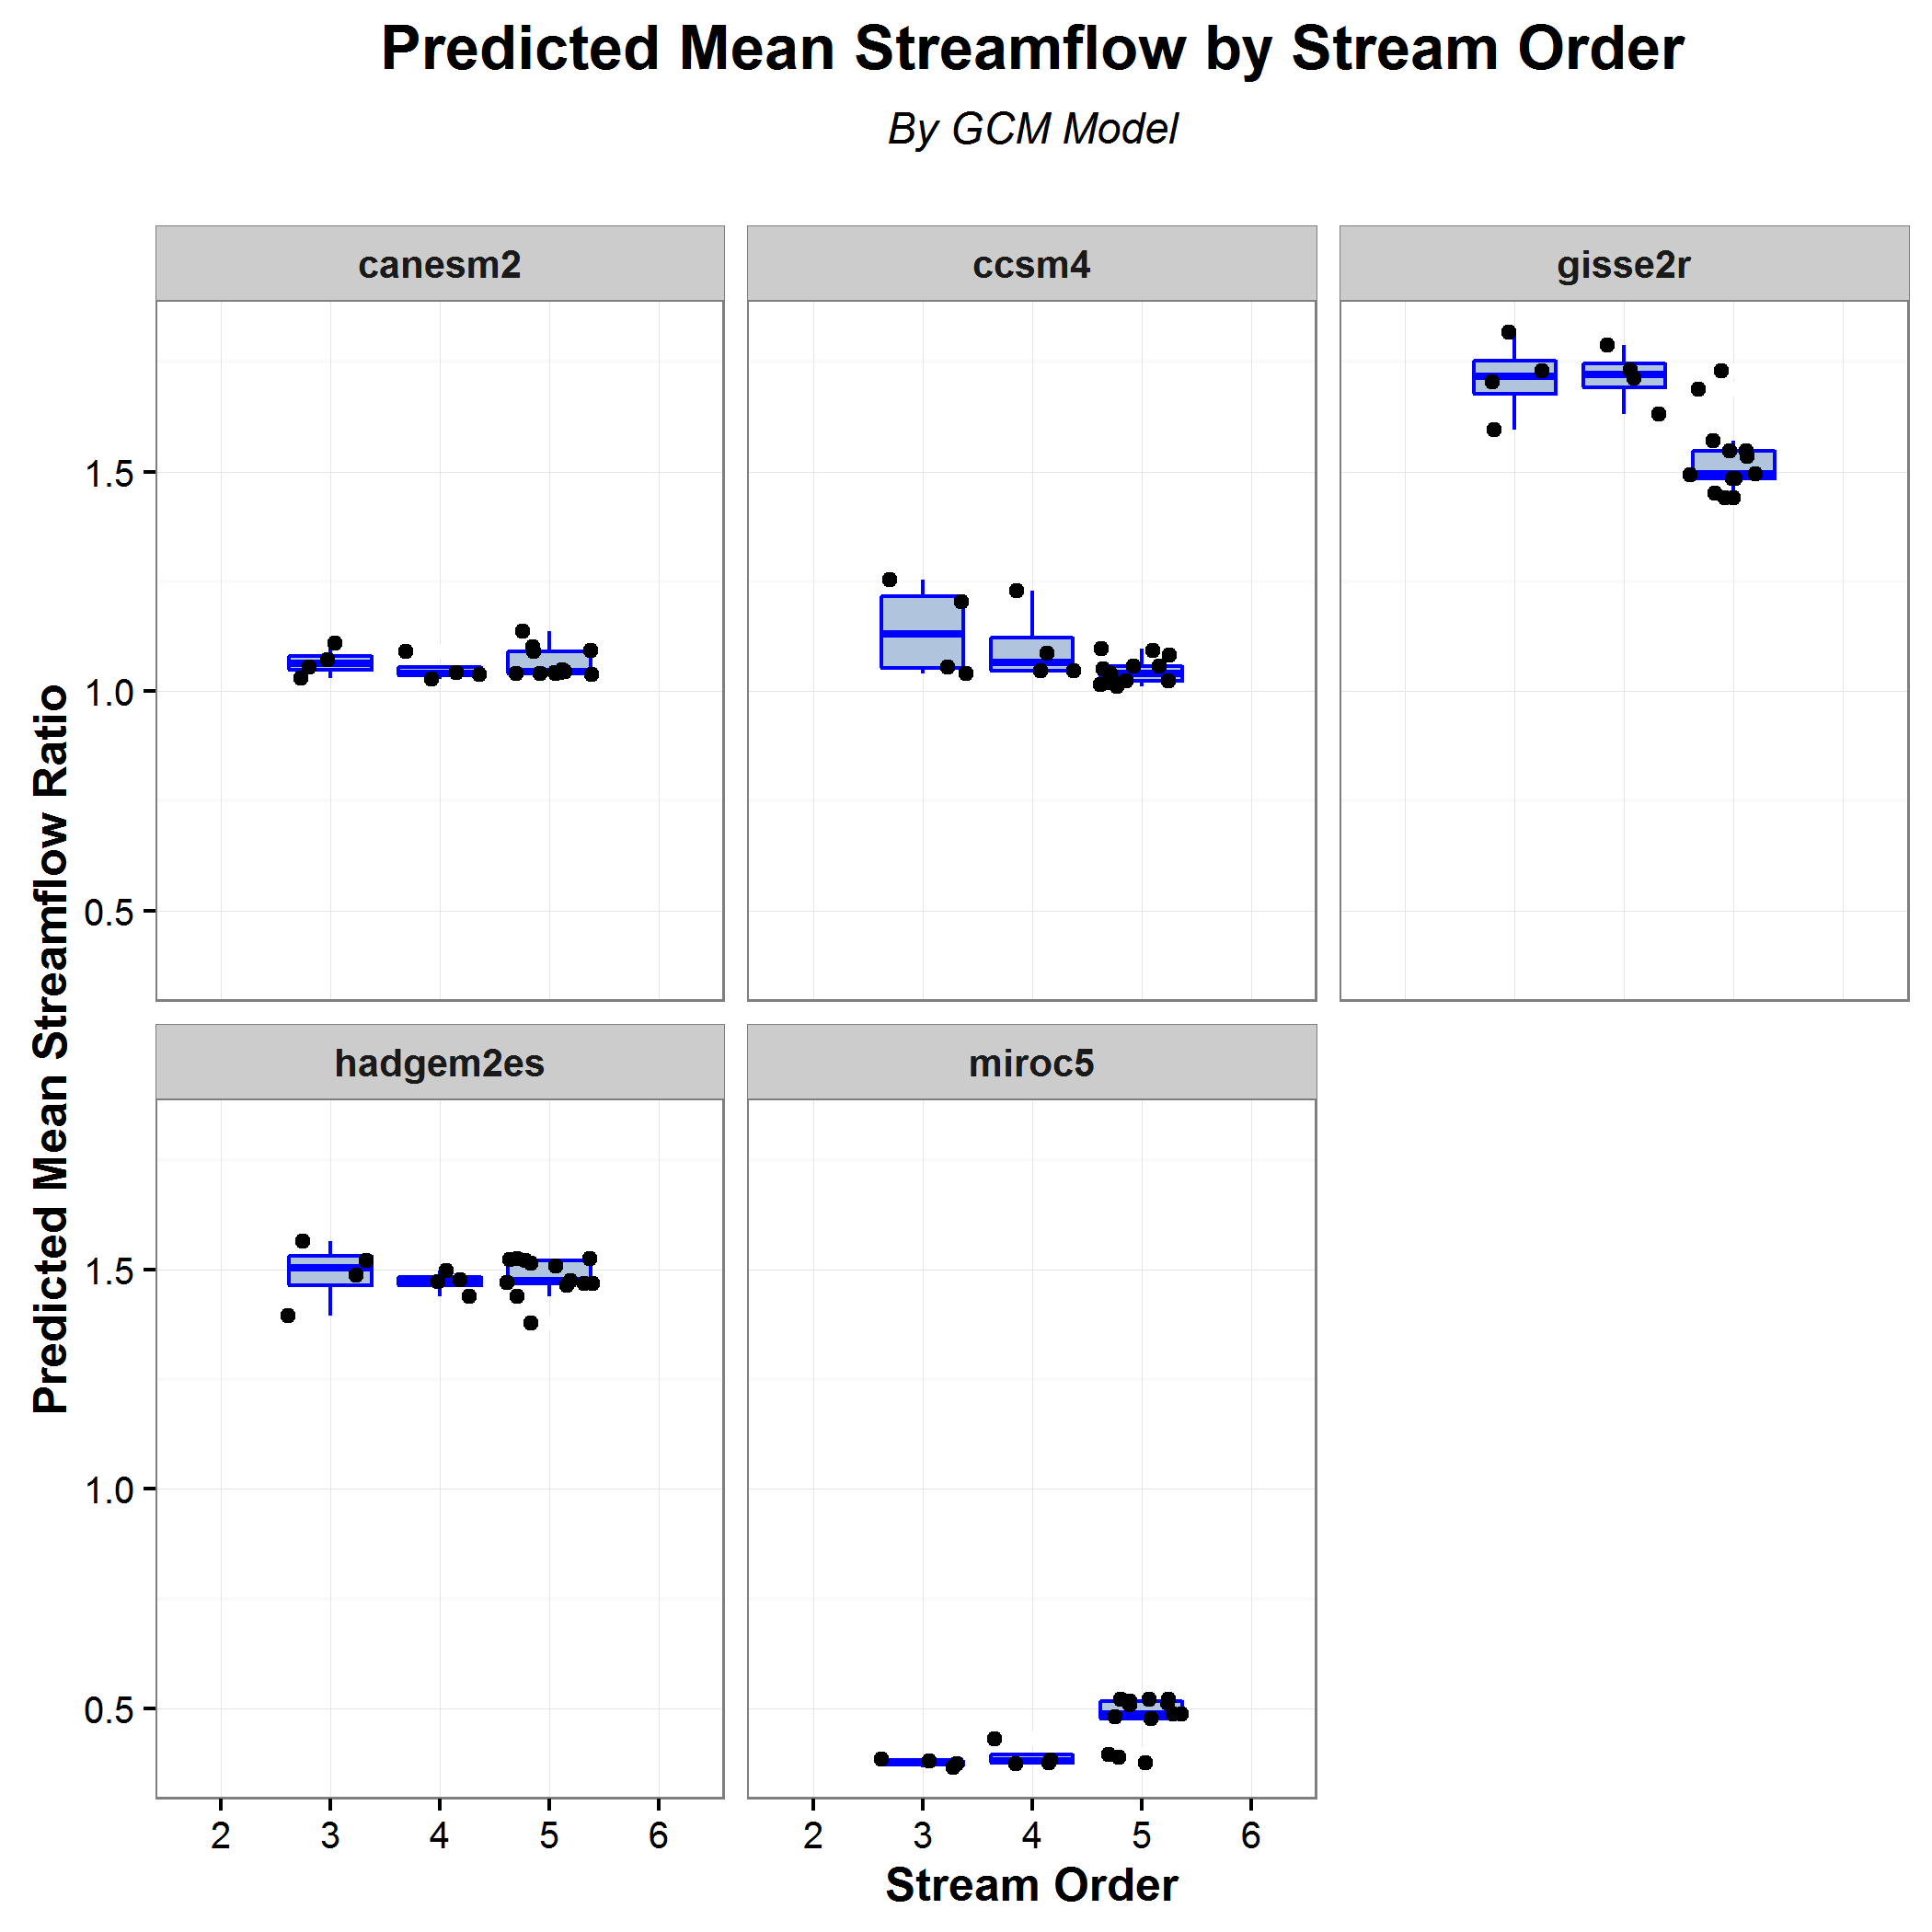 Predicted Mean Streamflow by Stream Order
By GCM Model
canesm2
ccsm4
gisse2r
1.5
1.0
0.5
hadgem2es
miroc5
1.5
1.0
0.5
2 3 4 5 6
2 3 4 5 6
Stream Order
Predicted Mean Streamflow Ratio